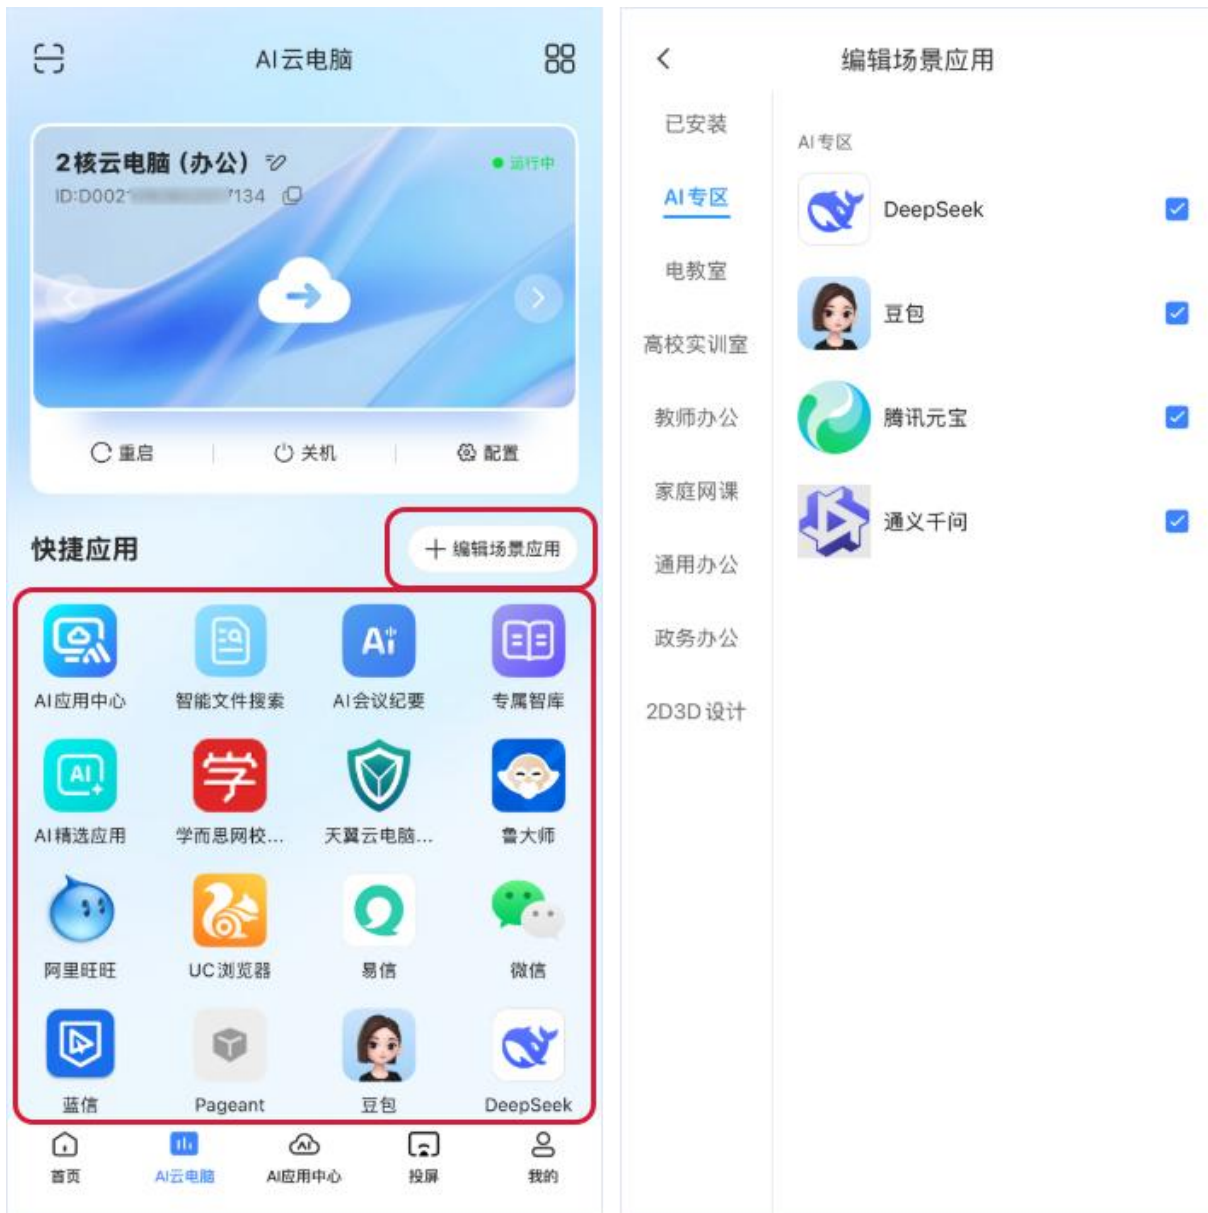 AI云电脑
2核云电脑（办公）
运行中
ID:D002 7134
重启
关机
配置
快捷应用
编辑场景应用
Ai
AI应用中心
智能文件搜索
AI会议纪要
专属智库
AI
学
AI精选应用
学而思网校...
天翼云电脑...
鲁大师
阿里旺旺
UC浏览器
易信
微信
蓝信
Pageant
豆包
DeepSeek
AI
首页
AI云电脑
AI应用中心
投屏
我的
编辑场景应用
已安装
AI专区
电教室
高校实训室
教师办公
家庭网课
通用办公
政务办公
2D3D设计
AI专区
DeepSeek
豆包
腾讯元宝
通义千问